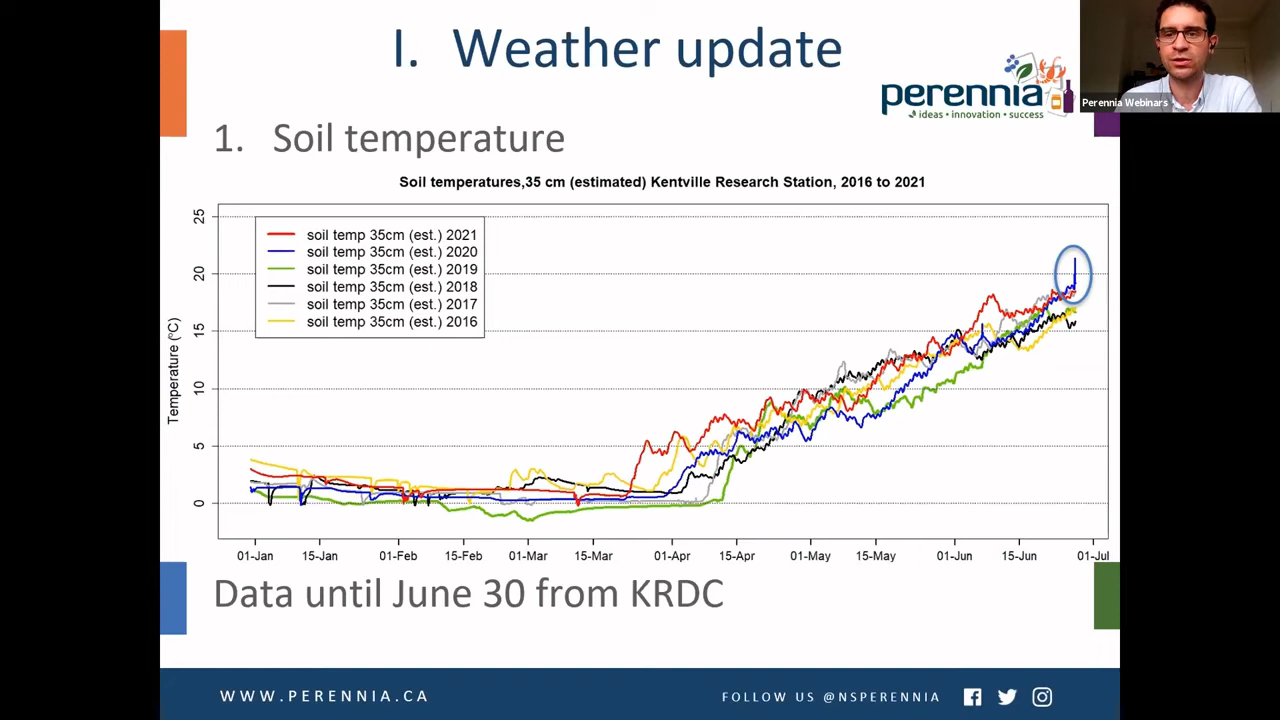 I. Weather update
perennia
ideas • innovation • success
Perennia Webinars
1. Soil temperature
Soil temperatures,35 cm (estimated) Kentville Research Station, 2016 to 2021
Temperature (°C)
25
20
15
10
5
0
soil temp 35cm (est.) 2021
soil temp 35cm (est.) 2020
soil temp 35cm (est.) 2019
soil temp 35cm (est.) 2018
soil temp 35cm (est.) 2017
soil temp 35cm (est.) 2016
01-Jan 15-Jan 01-Feb 15-Feb 01-Mar 15-Mar 01-Apr 15-Apr 01-May 15-May 01-Jun 15-Jun 01-Jul
Data until June 30 from KRDC
WWW.PERENNIA.CA
FOLLOW US @NSPERENNIA